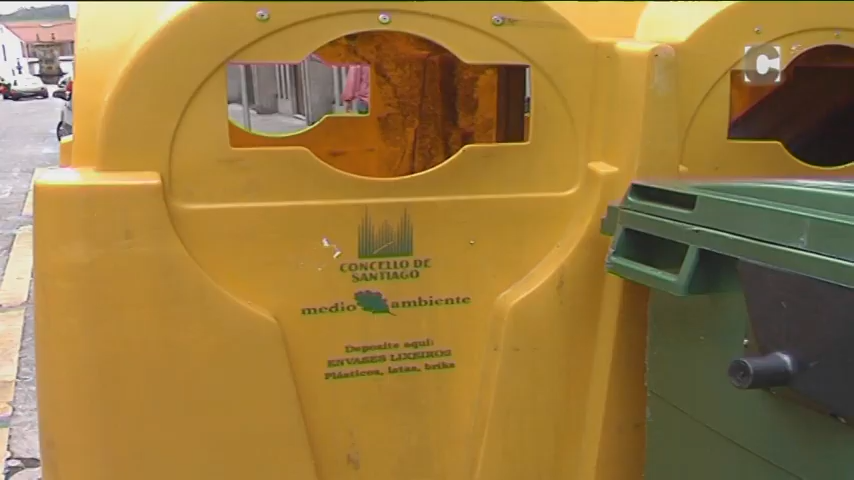 C
CONCELLO DE
SANTIAGO
medio ambiente
Deposite aquí:
ENVASES LIXEIROS
Plásticos, latas, briks